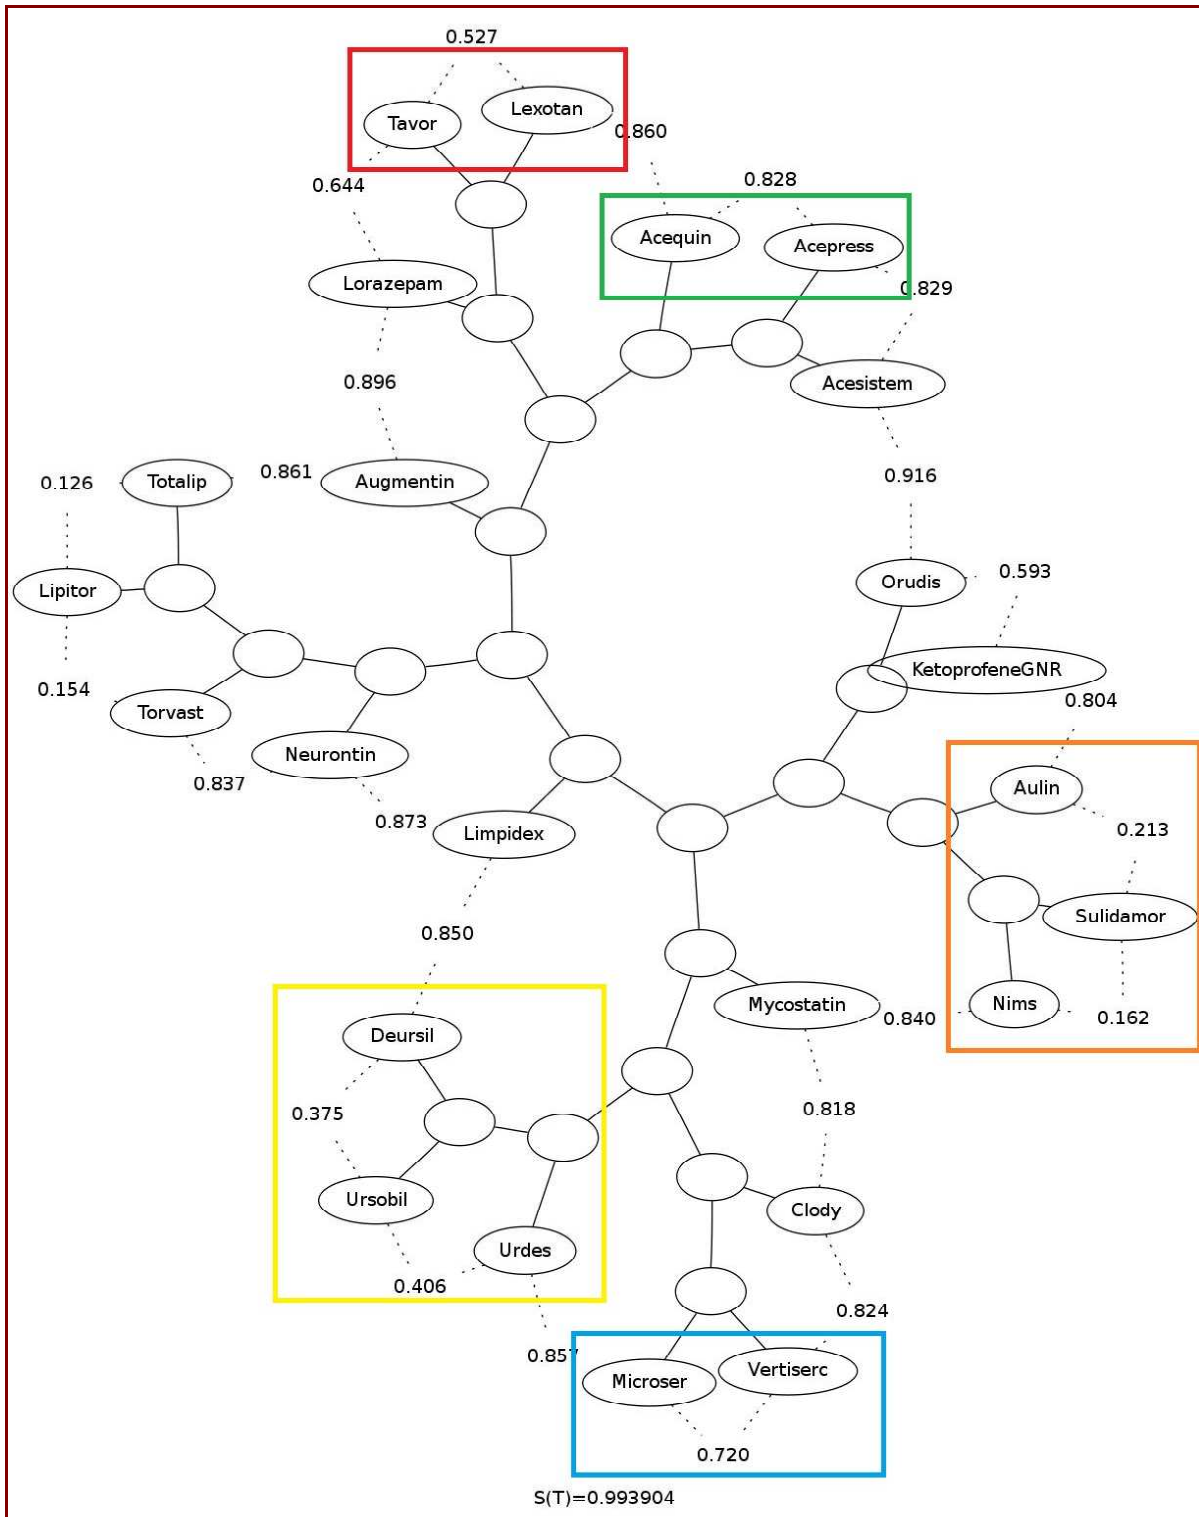 0.527
Tavor
Lexotan
0.860
0.644
0.828
Acequin
Acepress
Lorazepam
0.829
0.896
Acesistem
Totalip
0.861
Augmentin
0.126
0.916
Lipitor
Orudis
0.593
KetoprofeneGNR
0.154
0.804
Torvast
Neurontin
0.837
Aulin
0.873
Limpidex
0.213
Sulidamor
0.850
Mycostatin
Nims
0.840
0.162
Deursil
0.375
0.818
Ursobil
Clody
Urdes
0.406
0.824
0.857
Microser
Vertiserc
0.720
S(T)=0.993904